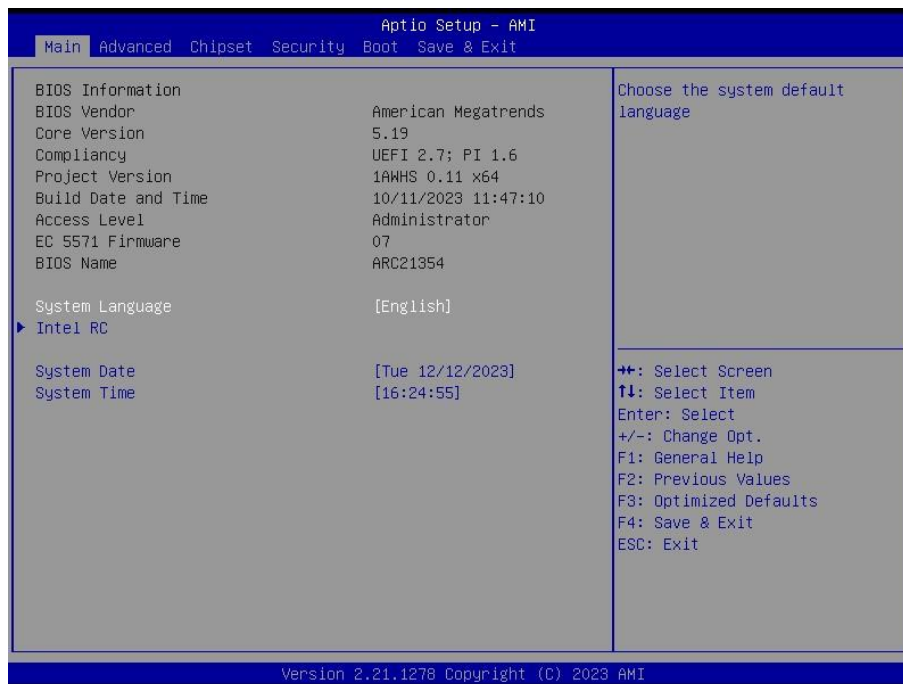 Aptio Setup - AMI
Main Advanced Chipset Security Boot Save & Exit
BIOS Information
BIOS Vendor American Megatrends
Core Version 5.19
Compliancy UEFI 2.7; PI 1.6
Project Version 1AWHS 0.11 x64
Build Date and Time 10/11/2023 11:47:10
Access Level Administrator
EC 5571 Firmware 07
BIOS Name ARC21354
System Language [English]
Intel RC
System Date [Tue 12/12/2023]
System Time [16:24:55]
Choose the system default
language
→←: Select Screen
↑↓: Select Item
Enter: Select
+/-: Change Opt.
F1: General Help
F2: Previous Values
F3: Optimized Defaults
F4: Save & Exit
ESC: Exit
Version 2.21.1278 Copyright (C) 2023 AMI